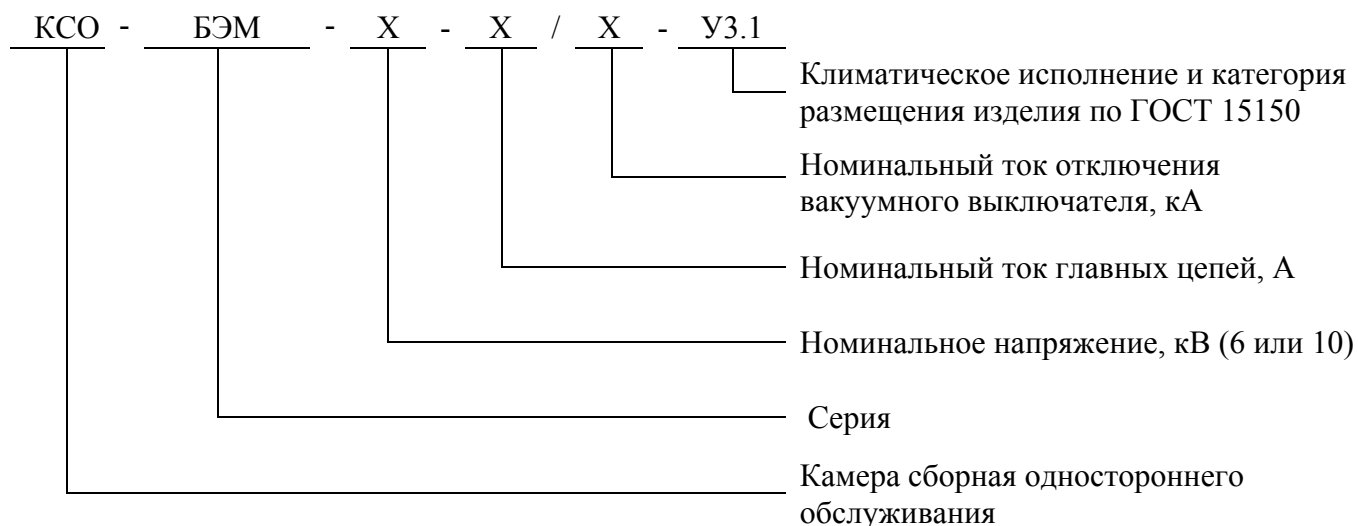 КСО - БЭМ - Х - Х / Х - У3.1
Климатическое исполнение и категория
размещения изделия по ГОСТ 15150
Номинальный ток отключения
вакуумного выключателя, кА
Номинальный ток главных цепей, А
Номинальное напряжение, кВ (6 или 10)
Серия
Камера сборная одностороннего
обслуживания